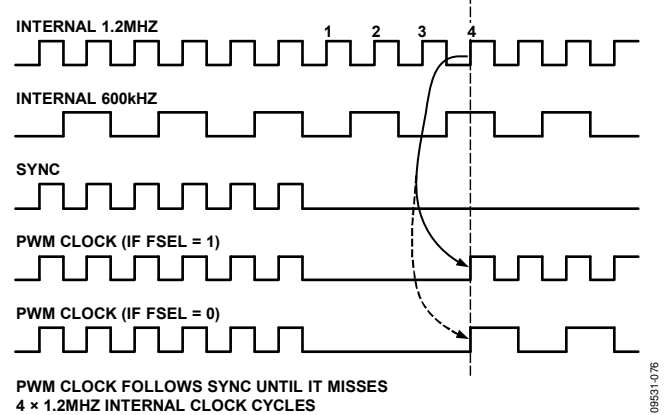 INTERNAL 1.2MHZ
1 2 3 4
INTERNAL 600kHZ
SYNC
PWM CLOCK (IF FSEL = 1)
PWM CLOCK (IF FSEL = 0)
PWM CLOCK FOLLOWS SYNC UNTIL IT MISSES
4 × 1.2MHZ INTERNAL CLOCK CYCLES
09531-076